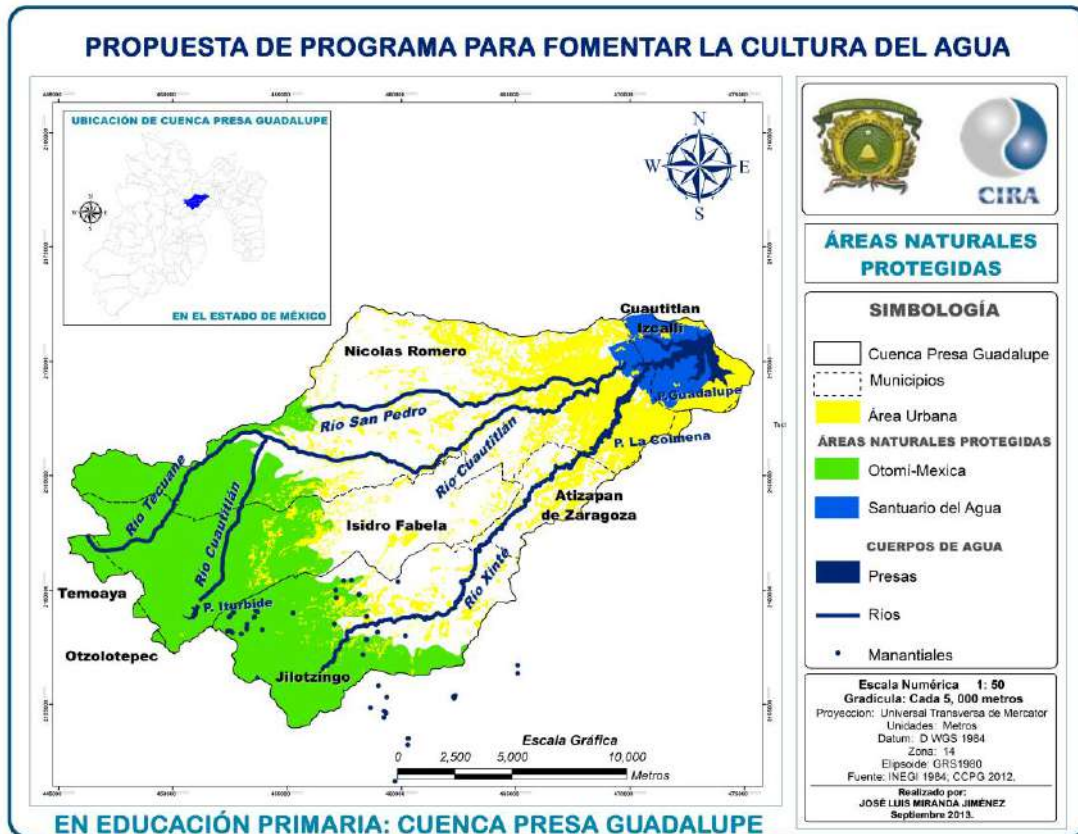 PROPUESTA DE PROGRAMA PARA FOMENTAR LA CULTURA DEL AGUA
UBICACIÓN DE CUENCA PRESA GUADALUPE
N
W
E
S
EN EL ESTADO DE MÉXICO
N
W
E
S
Cuautitlan
Izcalli
Nicolas Romero
P.Guadalupe
Río San Pedro
P. La Colmena
Río Cuautitlán
Río Tecuane
Río Cuautitlán
Atizapan
de Zaragoza
Isidro Fabela
Río Xinté
Temoaya
P. Iturbide
Otzolotepec
Jilotzingo
Escala Gráfica
0 2,500 5,000 10,000
Metros
CIRA
ÁREAS NATURALES
PROTEGIDAS
SIMBOLOGÍA
Cuenca Presa Guadalupe
Municipios
Área Urbana
ÁREAS NATURALES PROTEGIDAS
Otomí-Mexica
Santuario del Agua
CUERPOS DE AGUA
Presas
Ríos
Manantiales
Escala Numérica 1: 50
Gradicula: Cada 5, 000 metros
Proyeccion: Universal Transversa de Mercator
Unidades: Metros
Datum: D WGS 1984
Zona: 14
Elipsoide: GRS1980
Fuente: INEGI 1984; CCPG 2012.
Realizado por:
JOSÉ LUIS MIRANDA JIMÉNEZ
Septiembre 2013.
EN EDUCACIÓN PRIMARIA: CUENCA PRESA GUADALUPE